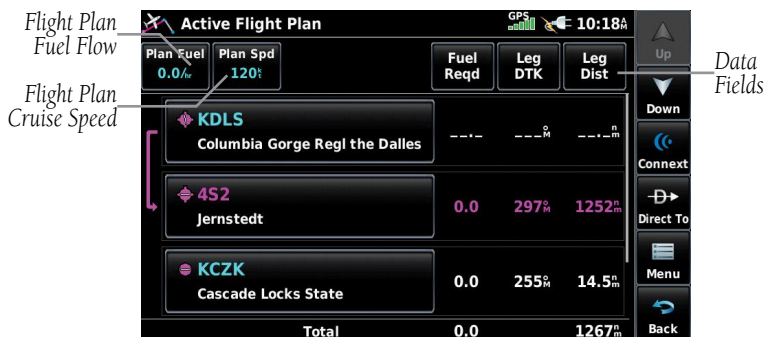 Flight Plan
Fuel Flow
Flight Plan
Cruise Speed
Data
Fields
Active Flight Plan
GPS
10:18AM
Plan Fuel
0.0/hr
Plan Spd
120kt
Fuel
Reqd
Leg
DTK
Leg
Dist
KDLS
Columbia Gorge Regl the Dalles
__._ ___°M __._nm
4S2
Jernstedt
0.0 297°M 1252nm
KCZK
Cascade Locks State
0.0 255°M 14.5nm
Total 0.0 1267nm
Up
Down
Connext
D
Direct To
Menu
Back